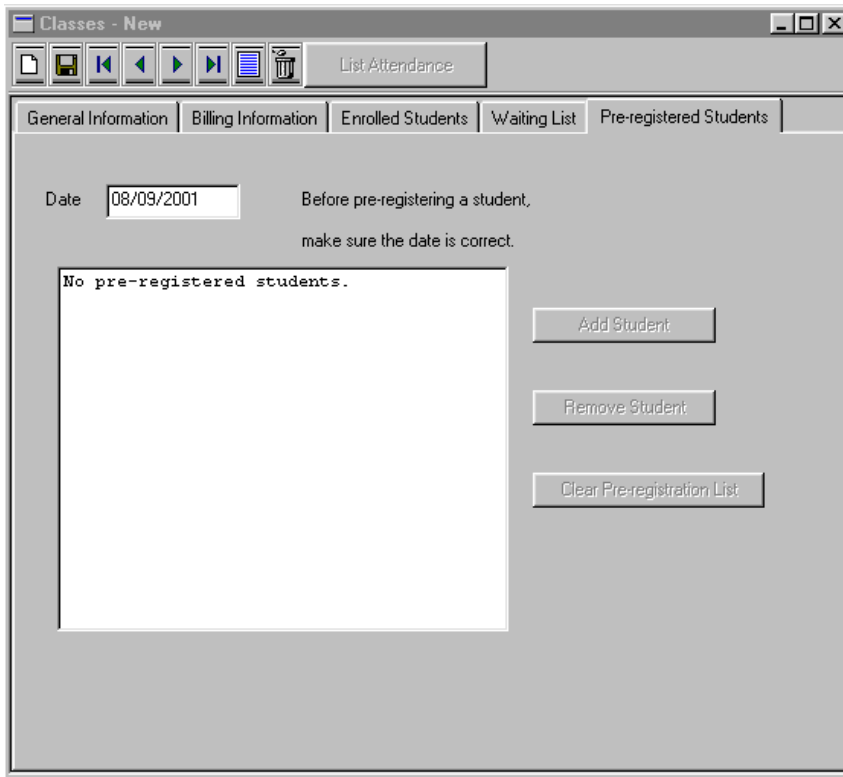 Classes - New
List Attendance
General Information Billing Information Enrolled Students Waiting List Pre-registered Students
Date 08/09/2001 Before pre-registering a student,
make sure the date is correct.
No pre-registered students.
Add Student
Remove Student
Clear Pre-registration List